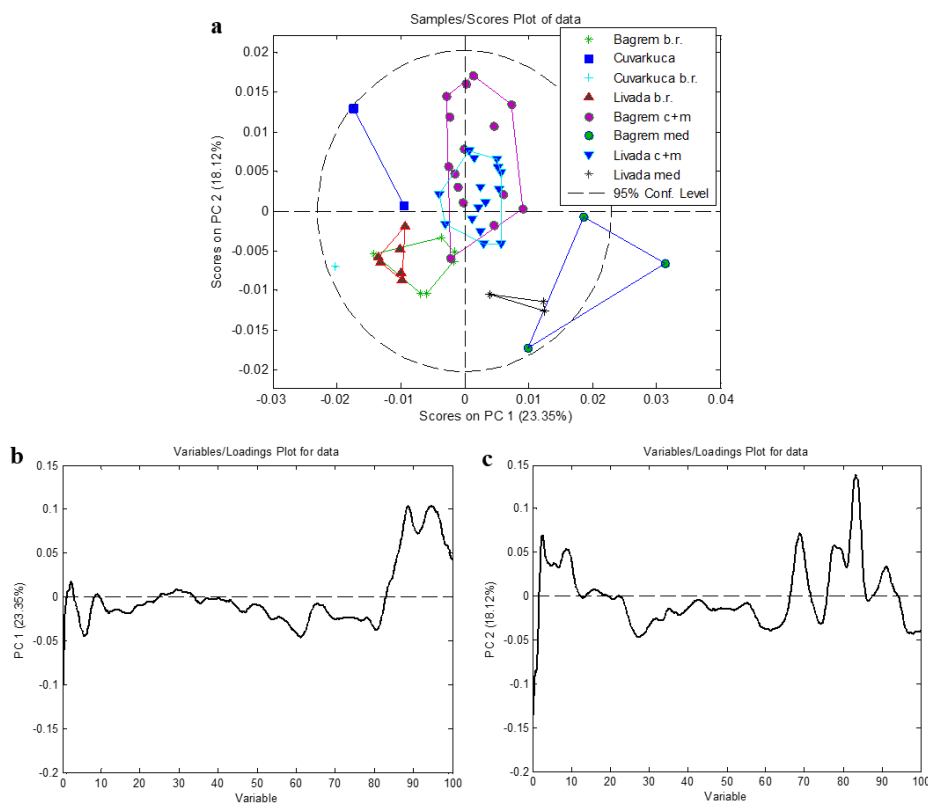 a
Samples/Scores Plot of data
Scores on PC 2 (18.12%)
0.02
0.015
0.01
0.005
0
-0.005
-0.01
-0.015
-0.02
-0.03
-0.02
-0.01
0
0.01
0.02
0.03
0.04
Scores on PC 1 (23.35%)
Bagrem b.r.
Cuvarkuca
Cuvarkuca b.r.
Livada b.r.
Bagrem c+m
Bagrem med
Livada c+m
Livada med
95% Conf. Level
b
Variables/Loadings Plot for data
PC 1 (23.35%)
0.15
0.1
0.05
0
-0.05
-0.1
-0.15
-0.2
0
10
20
30
40
50
60
70
80
90
100
Variable
c
Variables/Loadings Plot for data
PC 2 (18.12%)
0.15
0.1
0.05
0
-0.05
-0.1
-0.15
-0.2
0
10
20
30
40
50
60
70
80
90
100
Variable